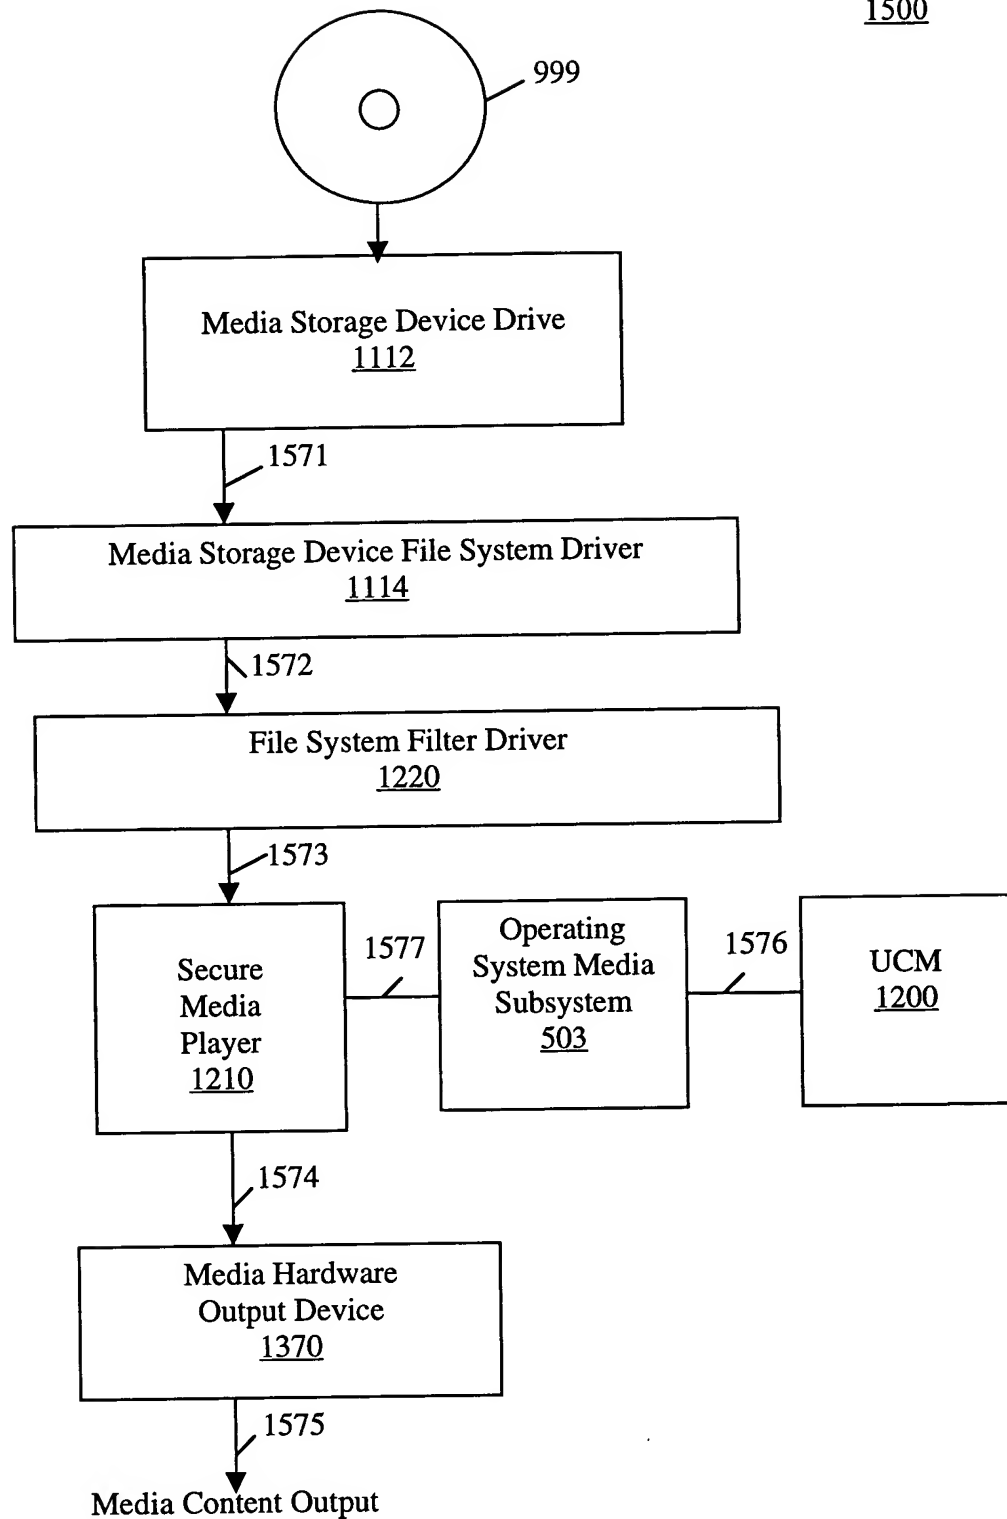 1500
999
Media Storage Device Drive
1112
1571
Media Storage Device File System Driver
1114
1572
File System Filter Driver
1220
1573
Secure
Media
Player
1210
1577
Operating
System Media
Subsystem
503
1576
UCM
1200
1574
Media Hardware
Output Device
1370
1575
Media Content Output